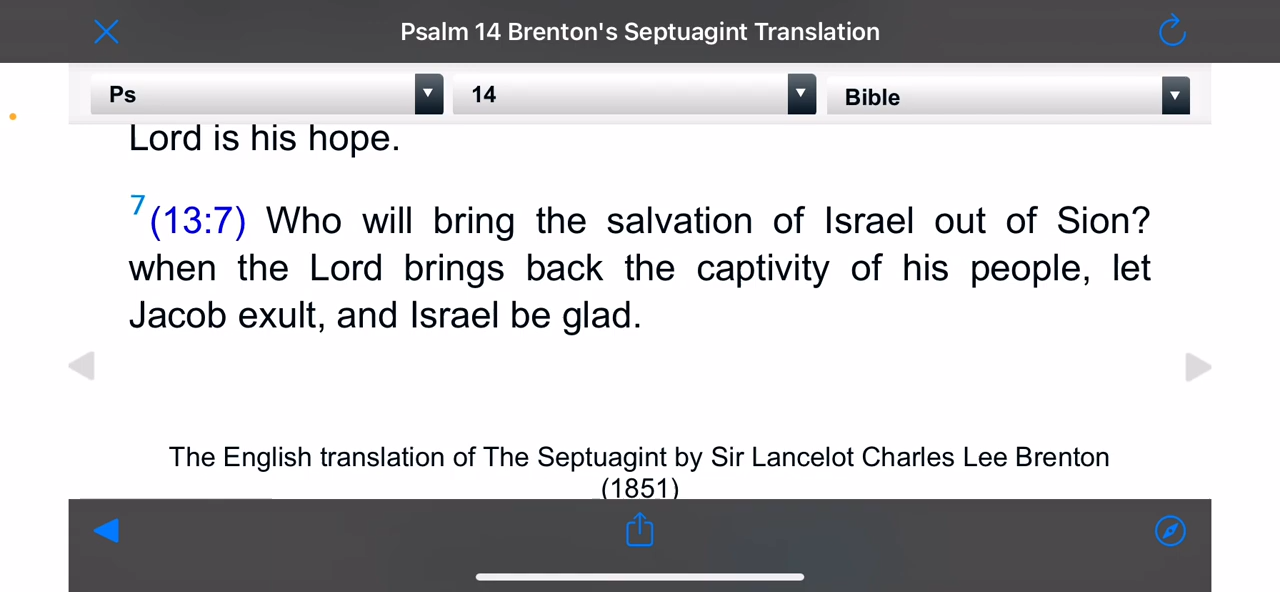 Psalm 14 Brenton's Septuagint Translation
Ps 14 Bible
Lord is his hope.
7 (13:7) Who will bring the salvation of Israel out of Sion?
when the Lord brings back the captivity of his people, let
Jacob exult, and Israel be glad.
The English translation of The Septuagint by Sir Lancelot Charles Lee Brenton
(1851)